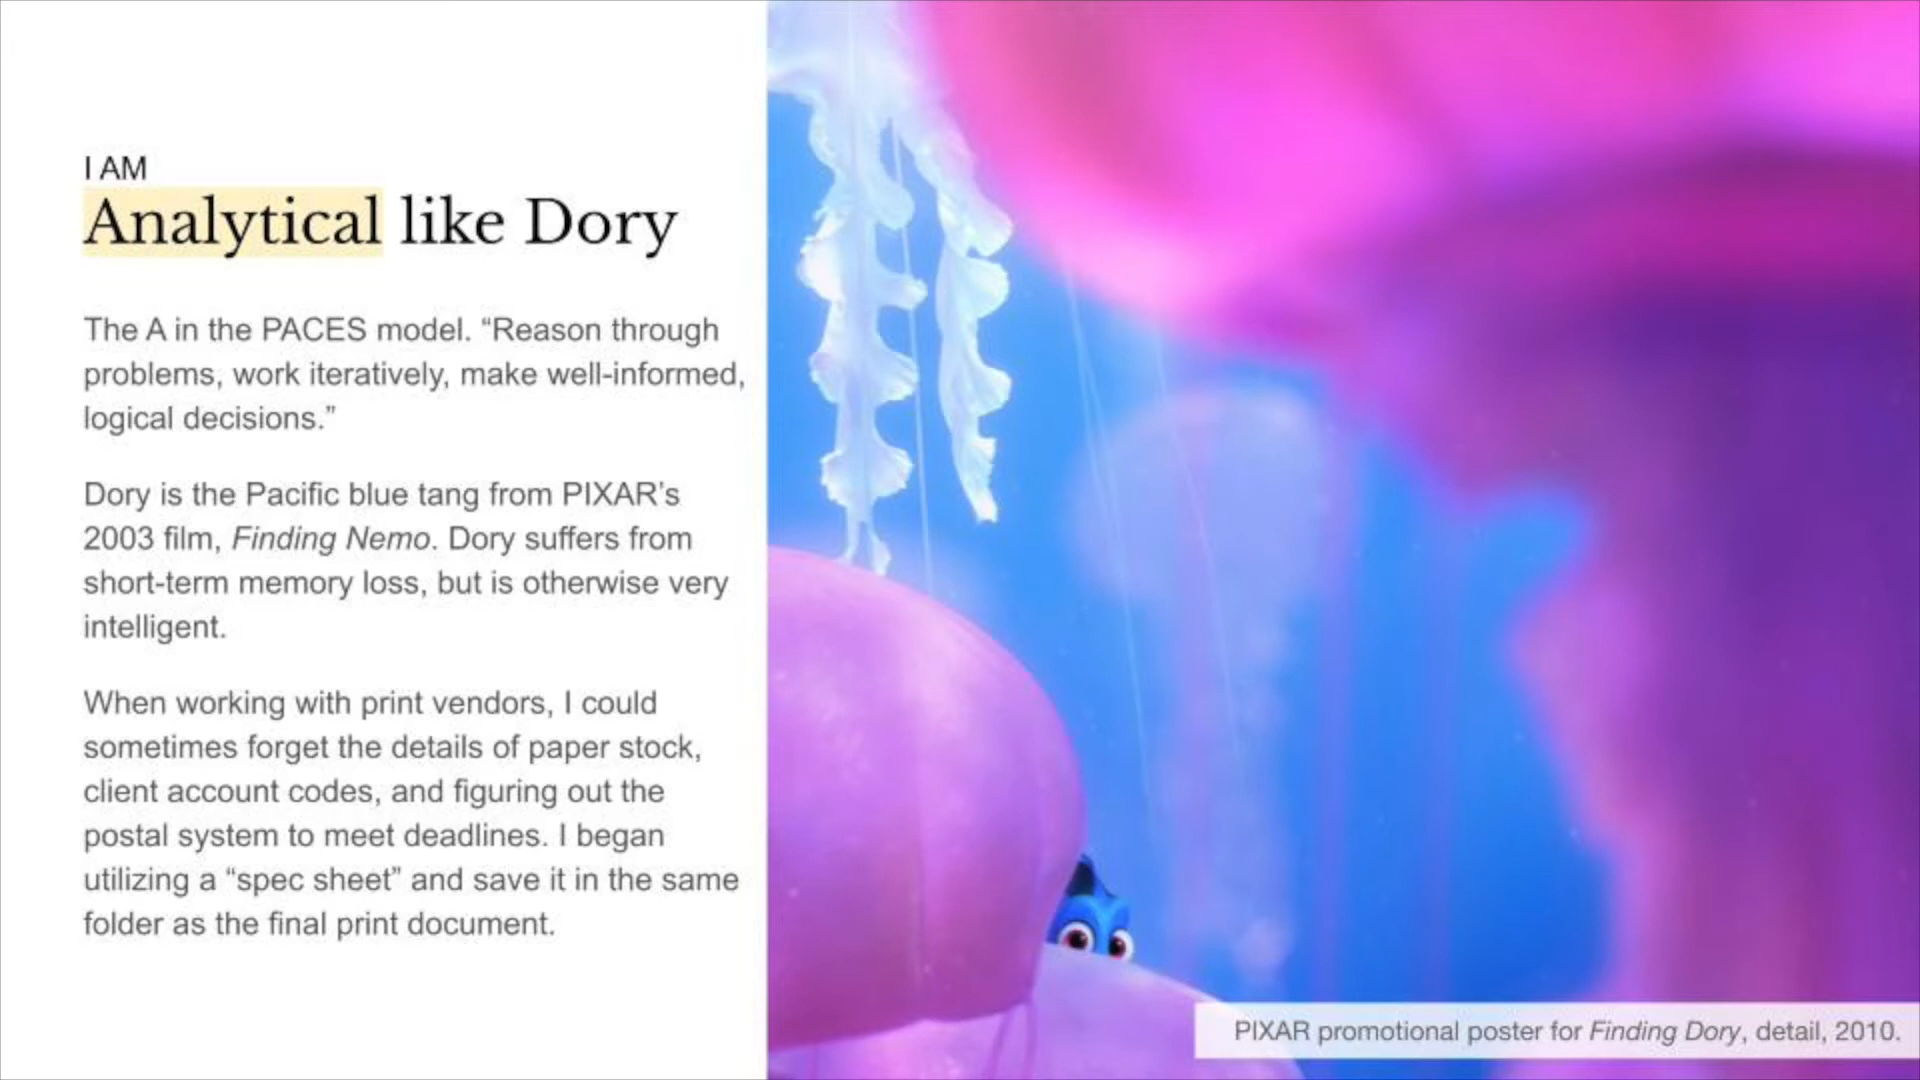 I AM
Analytical like Dory
The A in the PACES model. “Reason through
problems, work iteratively, make well-informed,
logical decisions.”
Dory is the Pacific blue tang from PIXAR’s
2003 film, Finding Nemo. Dory suffers from
short-term memory loss, but is otherwise very
intelligent.
When working with print vendors, I could
sometimes forget the details of paper stock,
client account codes, and figuring out the
postal system to meet deadlines. I began
utilizing a “spec sheet” and save it in the same
folder as the final print document.
PIXAR promotional poster for Finding Dory, detail, 2010.